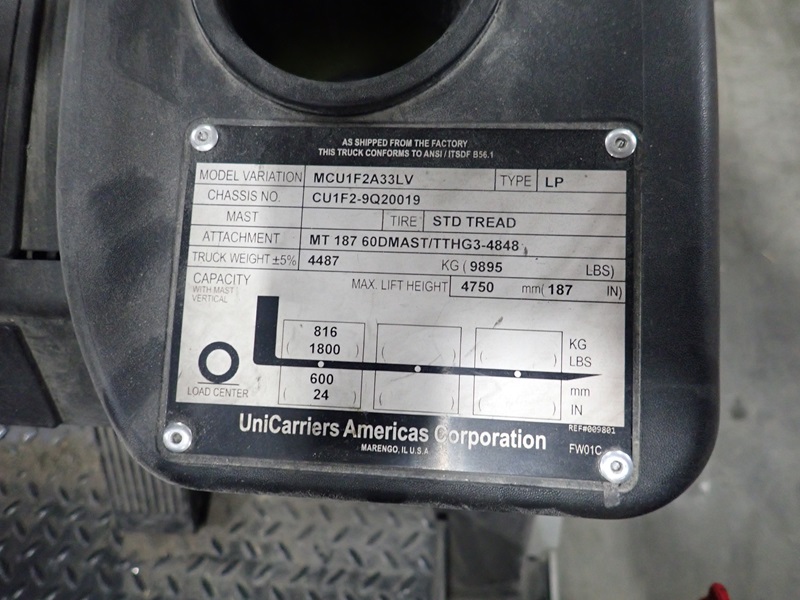 AS SHIPPED FROM THE FACTORY
THIS TRUCK CONFORMS TO ANSI / ITSDF B56.1
MODEL VARIATION MCU1F2A33LV TYPE LP
CHASSIS NO. CU1F2-9Q20019
MAST TIRE STD TREAD
ATTACHMENT MT 187 60DMAST/TTHG3-4848
TRUCK WEIGHT ±5% 4487 KG ( 9895 LBS)
CAPACITY
WITH MAST
VERTICAL
MAX. LIFT HEIGHT 4750 mm( 187 IN)
816 KG
( 1800 ) ( ) ( ) LBS
600 mm
( 24 ) ( ) ( ) IN
LOAD CENTER
REF#009801
UniCarriers Americas Corporation
MARENGO, IL U.S.A
FW01C